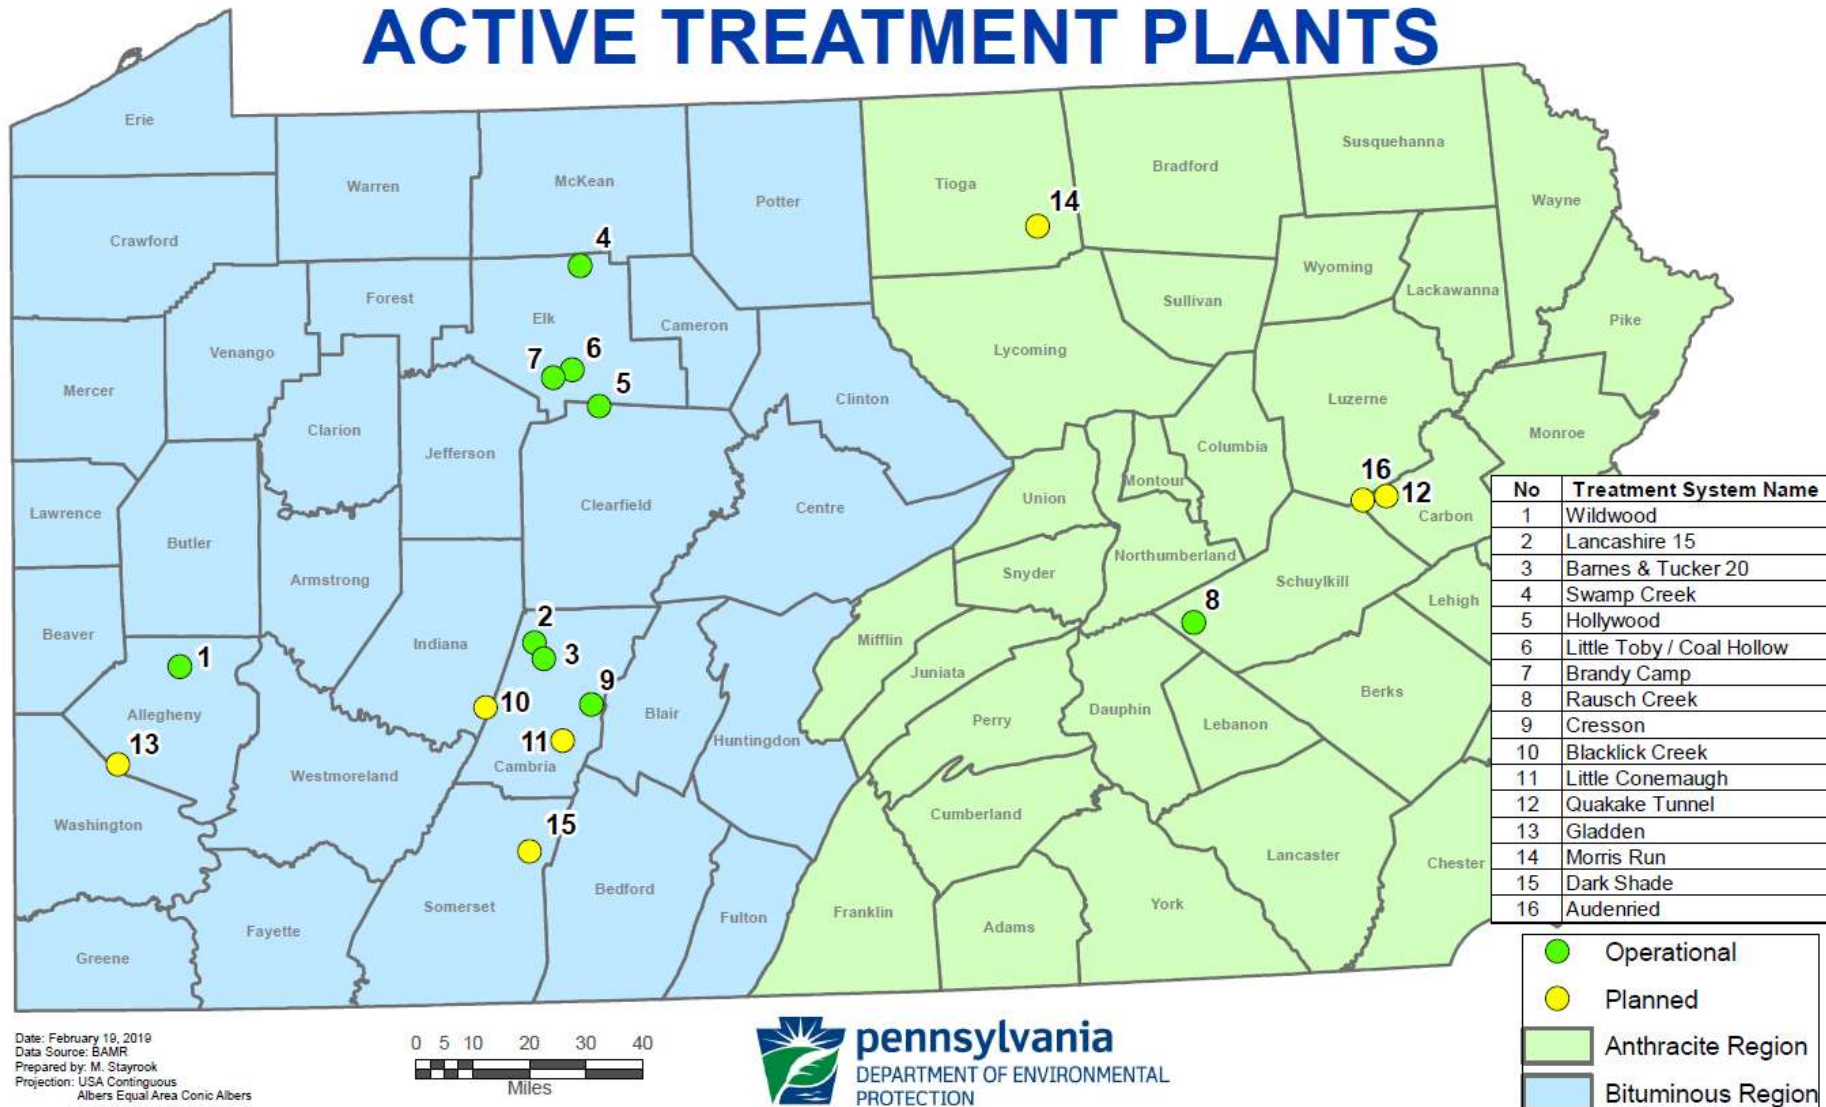 ACTIVE TREATMENT PLANTS
Erie
Warren
McKean
Potter
Tioga
Bradford
Susquehanna
Wayne
Crawford
14
4
Forest
Elk
Cameron
Wyoming
Lackawanna
Sullivan
Pike
Venango
Mercer
7
6
5
Lycoming
Clinton
Luzerne
Clarion
Jefferson
Columbia
Monroe
Lawrence
Butler
Clearfield
Centre
Union
Montour
16
12
Carbon
Armstrong
Snyder
Northumberland
Schuylkill
Lehigh
Beaver
Indiana
2
3
8
Mifflin
Juniata
1
9
10
11
Allegheny
Cambria
Blair
Huntingdon
Perry
Dauphin
Lebanon
Berks
13
Westmoreland
Washington
15
Cumberland
Lancaster
Chester
Bedford
Somerset
Fulton
Franklin
Adams
York
Fayette
Greene
No Treatment System Name
1 Wildwood
2 Lancashire 15
3 Barnes & Tucker 20
4 Swamp Creek
5 Hollywood
6 Little Toby / Coal Hollow
7 Brandy Camp
8 Rausch Creek
9 Cresson
10 Blacklick Creek
11 Little Conemaugh
12 Quakake Tunnel
13 Gladden
14 Morris Run
15 Dark Shade
16 Audenried
Operational
Planned
Anthracite Region
Bituminous Region
Date: February 19, 2019
Data Source: BAMR
Prepared by: M. Stayrook
Projection: USA Continguous
Albers Equal Area Conic Albers
0 5 10 20 30 40
Miles
pennsylvania
DEPARTMENT OF ENVIRONMENTAL
PROTECTION